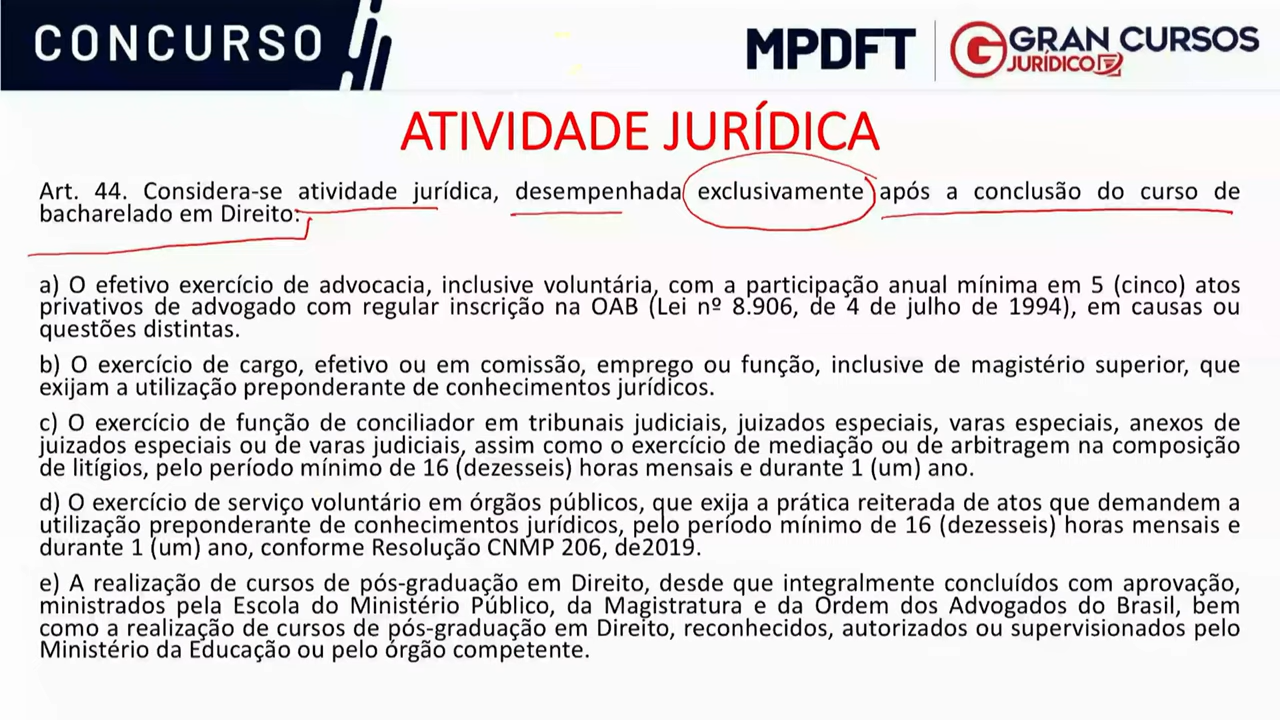 CONCURSO
MPDFT
GRAN CURSOS
JURÍDICO
ATIVIDADE JURÍDICA
Art. 44. Considera-se atividade jurídica, desempenhada exclusivamente após a conclusão do curso de
bacharelado em Direito:
a) O efetivo exercício de advocacia, inclusive voluntária, com a participação anual mínima em 5 (cinco) atos
privativos de advogado com regular inscrição na OAB (Lei nº 8.906, de 4 de julho de 1994), em causas ou
questões distintas.
b) O exercício de cargo, efetivo ou em comissão, emprego ou função, inclusive de magistério superior, que
exijam a utilização preponderante de conhecimentos jurídicos.
c) O exercício de função de conciliador em tribunais judiciais, juizados especiais, varas especiais, anexos de
juizados especiais ou de varas judiciais, assim como o exercício de mediação ou de arbitragem na composição
de litígios, pelo período mínimo de 16 (dezesseis) horas mensais e durante 1 (um) ano.
d) O exercício de serviço voluntário em órgãos públicos, que exija a prática reiterada de atos que demandem a
utilização preponderante de conhecimentos jurídicos, pelo período mínimo de 16 (dezesseis) horas mensais e
durante 1 (um) ano, conforme Resolução CNMP 206, de2019.
e) A realização de cursos de pós-graduação em Direito, desde que integralmente concluídos com aprovação,
ministrados pela Escola do Ministério Público, da Magistratura e da Ordem dos Advogados do Brasil, bem
como a realização de cursos de pós-graduação em Direito, reconhecidos, autorizados ou supervisionados pelo
Ministério da Educação ou pelo órgão competente.